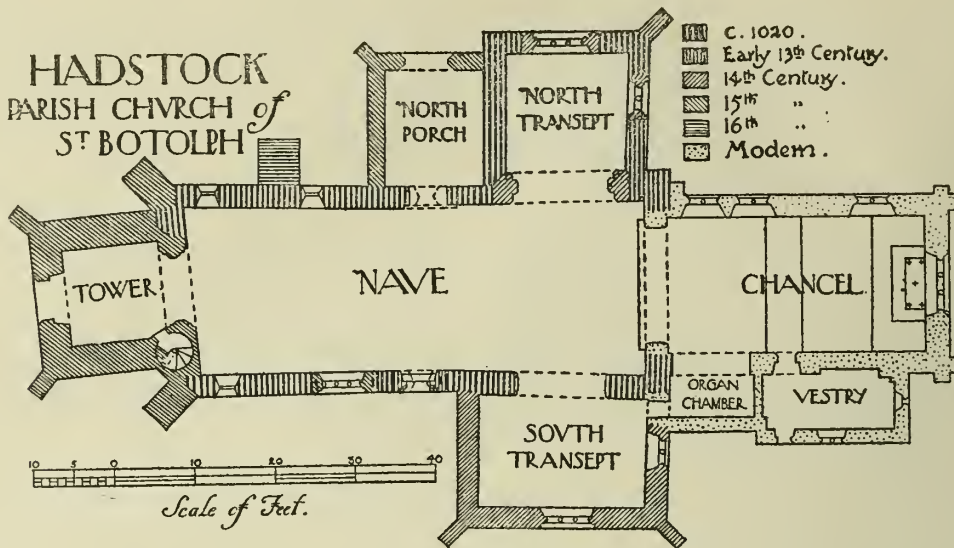 HADSTOCK
PARISH CHVRCH of
ST BOTOLPH
C. 1020.
Early 13th Century.
14th Century.
15th "
16th "
Modern.
NORTH
PORCH
NORTH
TRANSEPT
TOWER
NAVE
CHANCEL
ORGAN
CHAMBER
VESTRY
SOVTH
TRANSEPT
10 5 0 10 20 30 40
Scale of Feet.